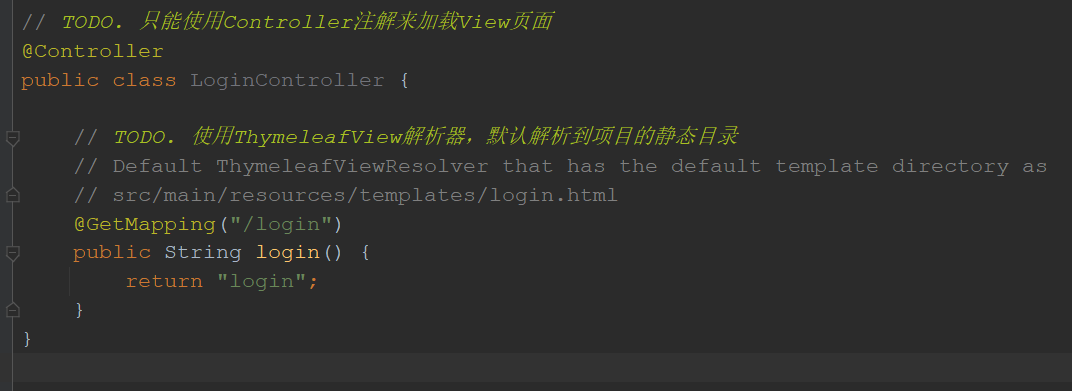 // TODO. 只能使用Controller注解来加载View页面
@Controller
public class LoginController {
// TODO. 使用ThymeleafView解析器，默认解析到项目的静态目录
// Default ThymeleafViewResolver that has the default template directory as
// src/main/resources/templates/login.html
@GetMapping("/login")
public String login() {
return "login";
}
}